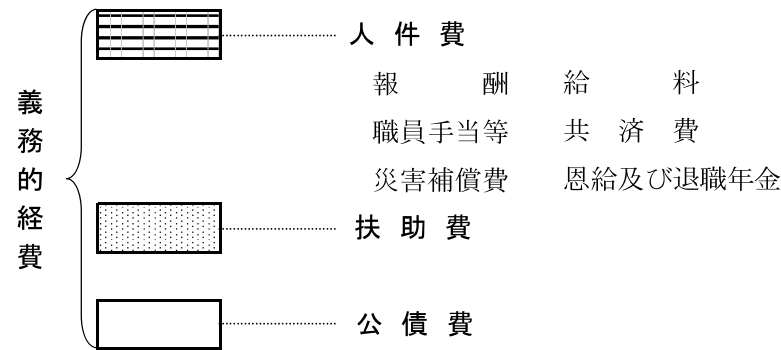 義務的経費
人件費
報酬 給料
職員手当等 共済費
災害補償費 恩給及び退職年金
扶助費
公債費